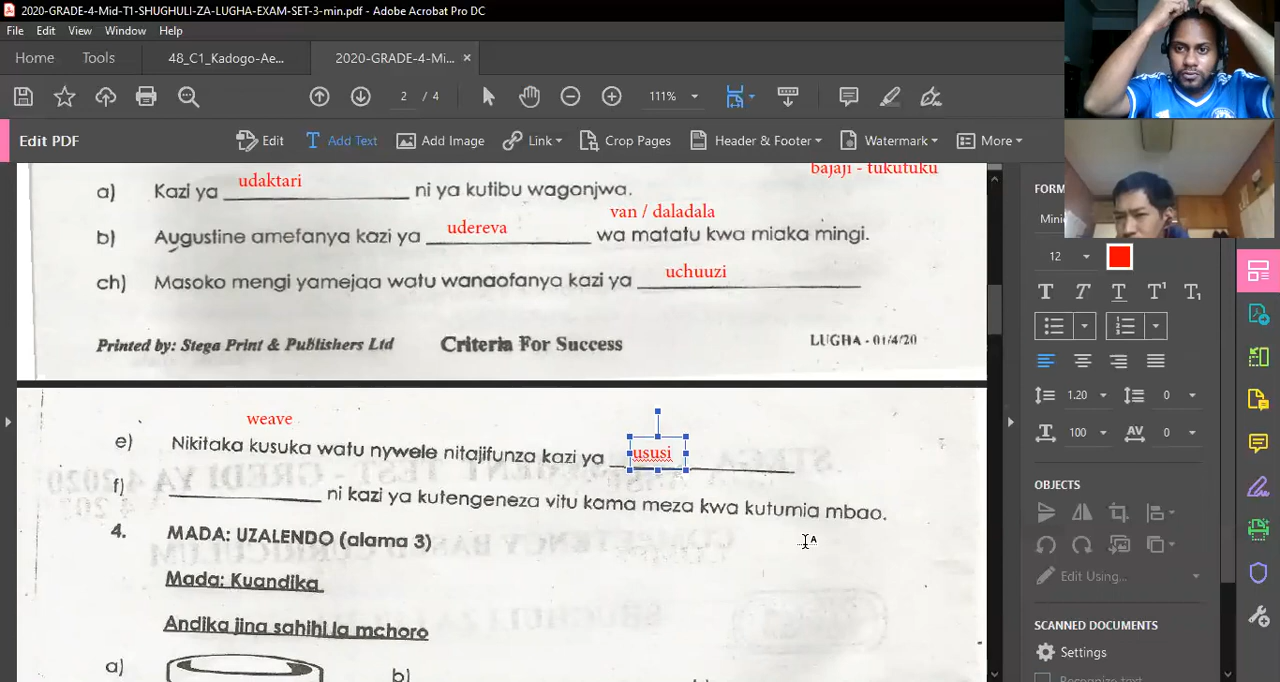 2020-GRADE-4-Mid-T1-SHUGHULI-ZA-LUGHA-EXAM-SET-3-min.pdf - Adobe Acrobat Pro DC
File Edit View Window Help
Home Tools 48_C1_Kadogo-Ae... 2020-GRADE-4-Mi... ×
2 / 4 111%
Edit PDF Edit Add Text Add Image Link Crop Pages Header & Footer Watermark More
bajaji - tukutuku
udaktari
a) Kazi ya ____ ni ya kutibu wagonjwa.
van / daladala
udereva
b) Augustine amefanya kazi ya ____ wa matatu kwa miaka mingi.
uchuuzi
ch) Masoko mengi yamejaa watu wanaofanya kazi ya ____
Printed by: Stega Print & Publishers Ltd Criteria For Success LUGHA - 01/4/20
weave
e) Nikitaka kusuka watu nywele nitajifunza kazi ya ususi
f) ____ ni kazi ya kutengeneza vitu kama meza kwa kutumia mbao.
4. MADA: UZALENDO (alama 3)
Mada: Kuandika
Andika jina sahihi la mchoro
a) b)
FORM
Mini
12
1.20 0
100 0
OBJECTS
Edit Using...
SCANNED DOCUMENTS
Settings
Recognize text